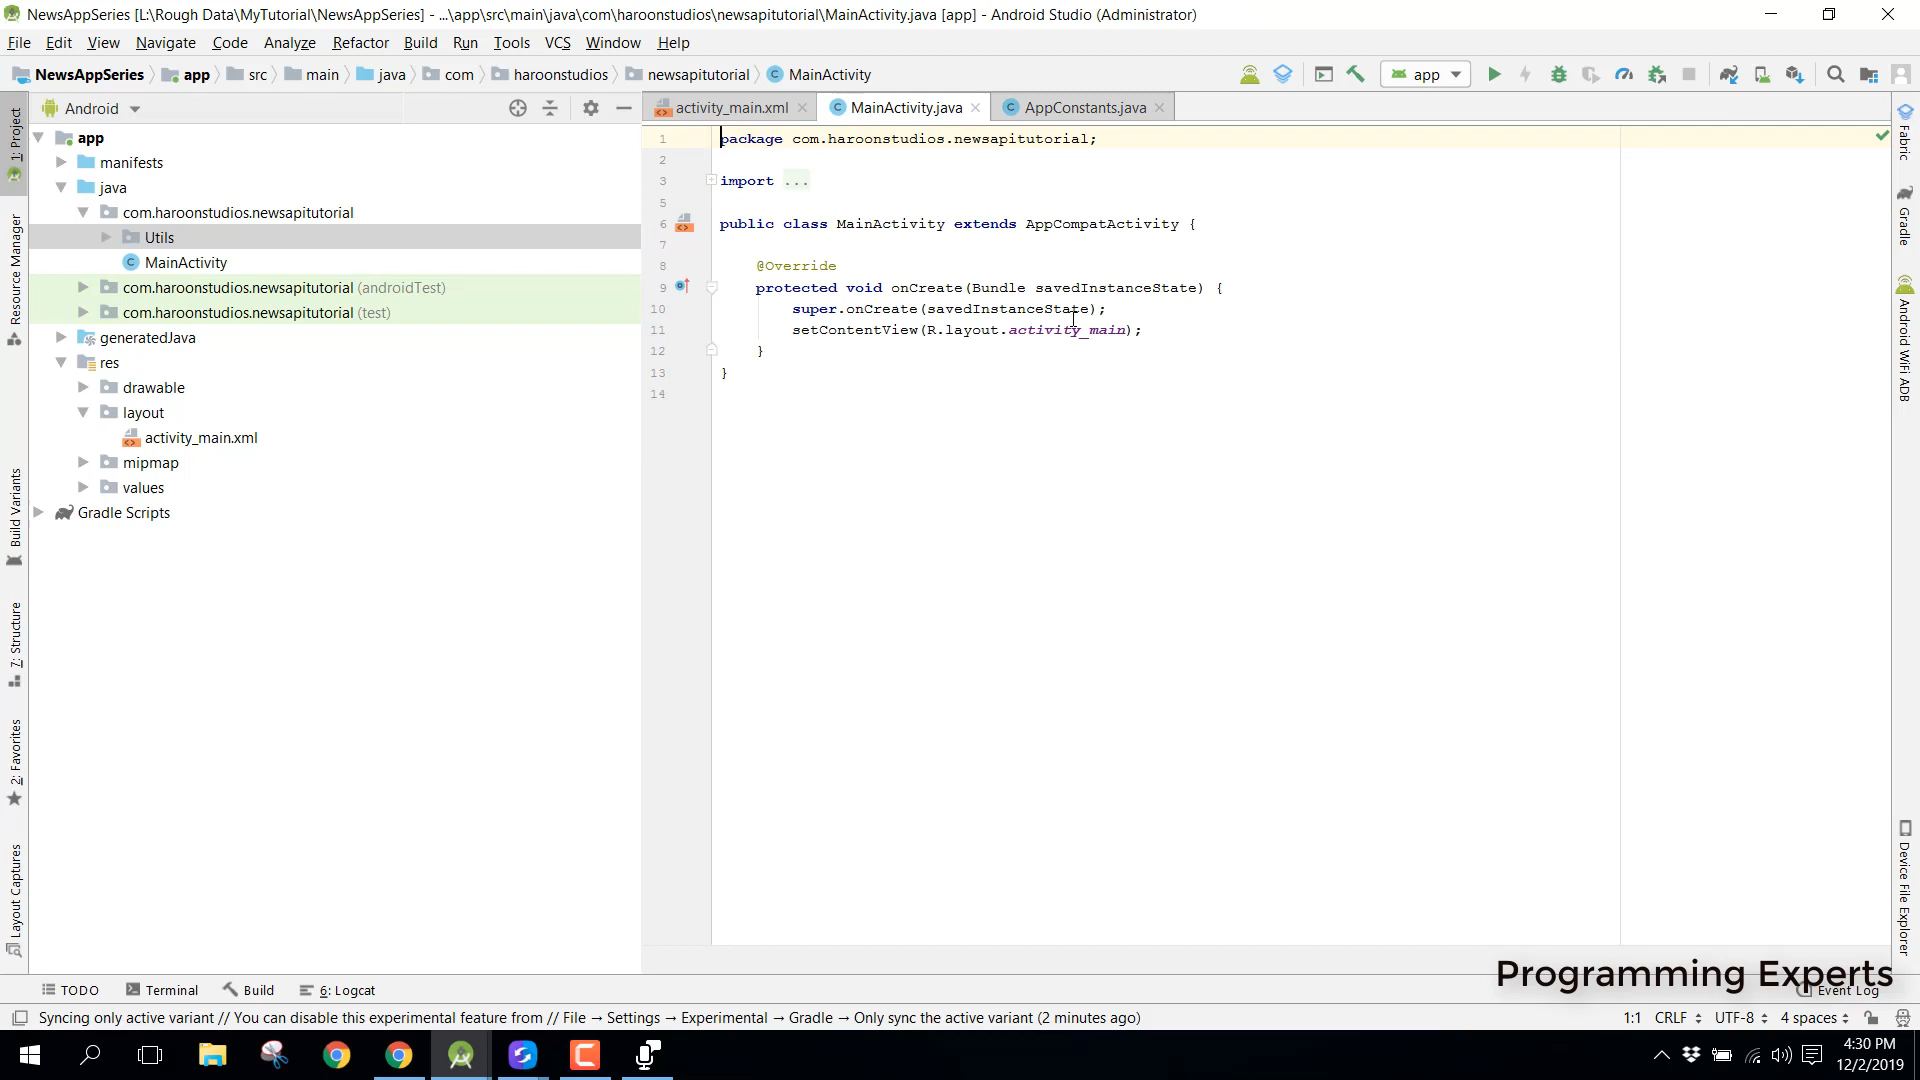 NewsAppSeries [L:\Rough Data\MyTutorial\NewsAppSeries] - ...\app\src\main\java\com\haroonstudios\newsapitutorial\MainActivity.java [app] - Android Studio (Administrator)
File Edit View Navigate Code Analyze Refactor Build Run Tools VCS Window Help
NewsAppSeries app src main java com haroonstudios newsapitutorial MainActivity
app
Android
activity_main.xml MainActivity.java AppConstants.java
app
manifests
java
com.haroonstudios.newsapitutorial
Utils
MainActivity
com.haroonstudios.newsapitutorial (androidTest)
com.haroonstudios.newsapitutorial (test)
generatedJava
res
drawable
layout
activity_main.xml
mipmap
values
Gradle Scripts
1 package com.haroonstudios.newsapitutorial;
2
3 import ...
5
6 public class MainActivity extends AppCompatActivity {
7
8 @Override
9 protected void onCreate(Bundle savedInstanceState) {
10 super.onCreate(savedInstanceState);
11 setContentView(R.layout.activity_main);
12 }
13 }
14
1: Project
Resource Manager
Build Variants
7: Structure
2: Favorites
Layout Captures
Fabric
Gradle
Android WiFi ADB
Device File Explorer
Programming Experts
TODO Terminal Build 6: Logcat Event Log
Syncing only active variant // You can disable this experimental feature from // File → Settings → Experimental → Gradle → Only sync the active variant (2 minutes ago)
1:1 CRLF UTF-8 4 spaces
4:30 PM
12/2/2019